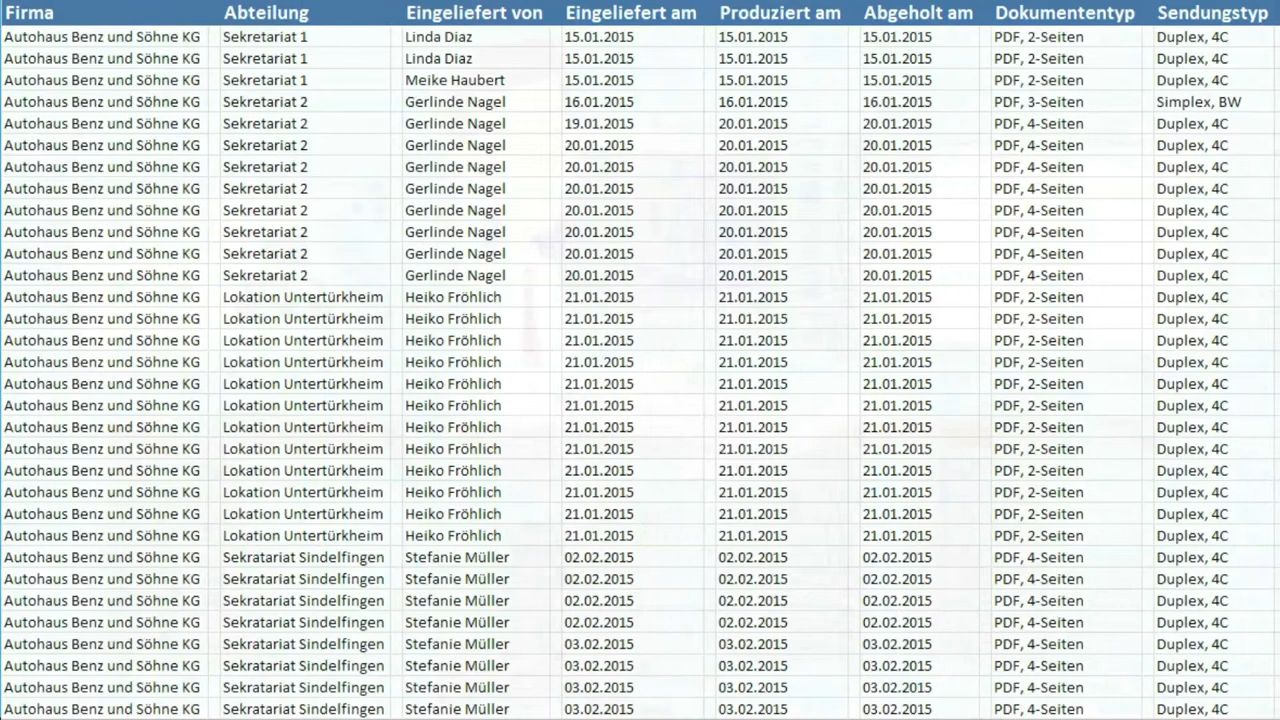 Firma Abteilung Eingeliefert von Eingeliefert am Produziert am Abgeholt am Dokumententyp Sendungstyp
Autohaus Benz und Söhne KG Sekretariat 1 Linda Diaz 15.01.2015 15.01.2015 15.01.2015 PDF, 2-Seiten Duplex, 4C
Autohaus Benz und Söhne KG Sekretariat 1 Linda Diaz 15.01.2015 15.01.2015 15.01.2015 PDF, 2-Seiten Duplex, 4C
Autohaus Benz und Söhne KG Sekretariat 1 Meike Haubert 15.01.2015 15.01.2015 15.01.2015 PDF, 2-Seiten Duplex, 4C
Autohaus Benz und Söhne KG Sekretariat 2 Gerlinde Nagel 16.01.2015 16.01.2015 16.01.2015 PDF, 3-Seiten Simplex, BW
Autohaus Benz und Söhne KG Sekretariat 2 Gerlinde Nagel 19.01.2015 20.01.2015 20.01.2015 PDF, 4-Seiten Duplex, 4C
Autohaus Benz und Söhne KG Sekretariat 2 Gerlinde Nagel 20.01.2015 20.01.2015 20.01.2015 PDF, 4-Seiten Duplex, 4C
Autohaus Benz und Söhne KG Sekretariat 2 Gerlinde Nagel 20.01.2015 20.01.2015 20.01.2015 PDF, 4-Seiten Duplex, 4C
Autohaus Benz und Söhne KG Sekretariat 2 Gerlinde Nagel 20.01.2015 20.01.2015 20.01.2015 PDF, 4-Seiten Duplex, 4C
Autohaus Benz und Söhne KG Sekretariat 2 Gerlinde Nagel 20.01.2015 20.01.2015 20.01.2015 PDF, 4-Seiten Duplex, 4C
Autohaus Benz und Söhne KG Sekretariat 2 Gerlinde Nagel 20.01.2015 20.01.2015 20.01.2015 PDF, 4-Seiten Duplex, 4C
Autohaus Benz und Söhne KG Sekretariat 2 Gerlinde Nagel 20.01.2015 20.01.2015 20.01.2015 PDF, 4-Seiten Duplex, 4C
Autohaus Benz und Söhne KG Sekretariat 2 Gerlinde Nagel 20.01.2015 20.01.2015 20.01.2015 PDF, 4-Seiten Duplex, 4C
Autohaus Benz und Söhne KG Lokation Untertürkheim Heiko Fröhlich 21.01.2015 21.01.2015 21.01.2015 PDF, 2-Seiten Duplex, 4C
Autohaus Benz und Söhne KG Lokation Untertürkheim Heiko Fröhlich 21.01.2015 21.01.2015 21.01.2015 PDF, 2-Seiten Duplex, 4C
Autohaus Benz und Söhne KG Lokation Untertürkheim Heiko Fröhlich 21.01.2015 21.01.2015 21.01.2015 PDF, 2-Seiten Duplex, 4C
Autohaus Benz und Söhne KG Lokation Untertürkheim Heiko Fröhlich 21.01.2015 21.01.2015 21.01.2015 PDF, 2-Seiten Duplex, 4C
Autohaus Benz und Söhne KG Lokation Untertürkheim Heiko Fröhlich 21.01.2015 21.01.2015 21.01.2015 PDF, 2-Seiten Duplex, 4C
Autohaus Benz und Söhne KG Lokation Untertürkheim Heiko Fröhlich 21.01.2015 21.01.2015 21.01.2015 PDF, 2-Seiten Duplex, 4C
Autohaus Benz und Söhne KG Lokation Untertürkheim Heiko Fröhlich 21.01.2015 21.01.2015 21.01.2015 PDF, 2-Seiten Duplex, 4C
Autohaus Benz und Söhne KG Lokation Untertürkheim Heiko Fröhlich 21.01.2015 21.01.2015 21.01.2015 PDF, 2-Seiten Duplex, 4C
Autohaus Benz und Söhne KG Lokation Untertürkheim Heiko Fröhlich 21.01.2015 21.01.2015 21.01.2015 PDF, 2-Seiten Duplex, 4C
Autohaus Benz und Söhne KG Lokation Untertürkheim Heiko Fröhlich 21.01.2015 21.01.2015 21.01.2015 PDF, 2-Seiten Duplex, 4C
Autohaus Benz und Söhne KG Lokation Untertürkheim Heiko Fröhlich 21.01.2015 21.01.2015 21.01.2015 PDF, 2-Seiten Duplex, 4C
Autohaus Benz und Söhne KG Lokation Untertürkheim Heiko Fröhlich 21.01.2015 21.01.2015 21.01.2015 PDF, 2-Seiten Duplex, 4C
Autohaus Benz und Söhne KG Sekratariat Sindelfingen Stefanie Müller 02.02.2015 02.02.2015 02.02.2015 PDF, 4-Seiten Duplex, 4C
Autohaus Benz und Söhne KG Sekratariat Sindelfingen Stefanie Müller 02.02.2015 02.02.2015 02.02.2015 PDF, 4-Seiten Duplex, 4C
Autohaus Benz und Söhne KG Sekratariat Sindelfingen Stefanie Müller 02.02.2015 02.02.2015 02.02.2015 PDF, 4-Seiten Duplex, 4C
Autohaus Benz und Söhne KG Sekratariat Sindelfingen Stefanie Müller 02.02.2015 02.02.2015 02.02.2015 PDF, 4-Seiten Duplex, 4C
Autohaus Benz und Söhne KG Sekratariat Sindelfingen Stefanie Müller 03.02.2015 03.02.2015 03.02.2015 PDF, 4-Seiten Duplex, 4C
Autohaus Benz und Söhne KG Sekratariat Sindelfingen Stefanie Müller 03.02.2015 03.02.2015 03.02.2015 PDF, 4-Seiten Duplex, 4C
Autohaus Benz und Söhne KG Sekratariat Sindelfingen Stefanie Müller 03.02.2015 03.02.2015 03.02.2015 PDF, 4-Seiten Duplex, 4C
Autohaus Benz und Söhne KG Sekratariat Sindelfingen Stefanie Müller 03.02.2015 03.02.2015 03.02.2015 PDF, 4-Seiten Duplex, 4C